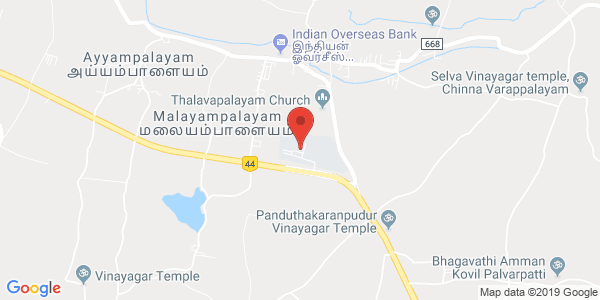 Indian Overseas Bank
இந்தியன்
ஓவர்சீஸ்...
668
Ayyampalayam
அய்யம்பாளையம்
Selva Vinayagar temple,
Chinna Varappalayam
Thalavapalayam Church
Malayampalayam
மலையம்பாளையம்
44
Panduthakaranpudur
Vinayagar Temple
Bhagavathi Amman
Kovil Palvarpatti
Vinayagar Temple
Google
Map data ©2019 Google